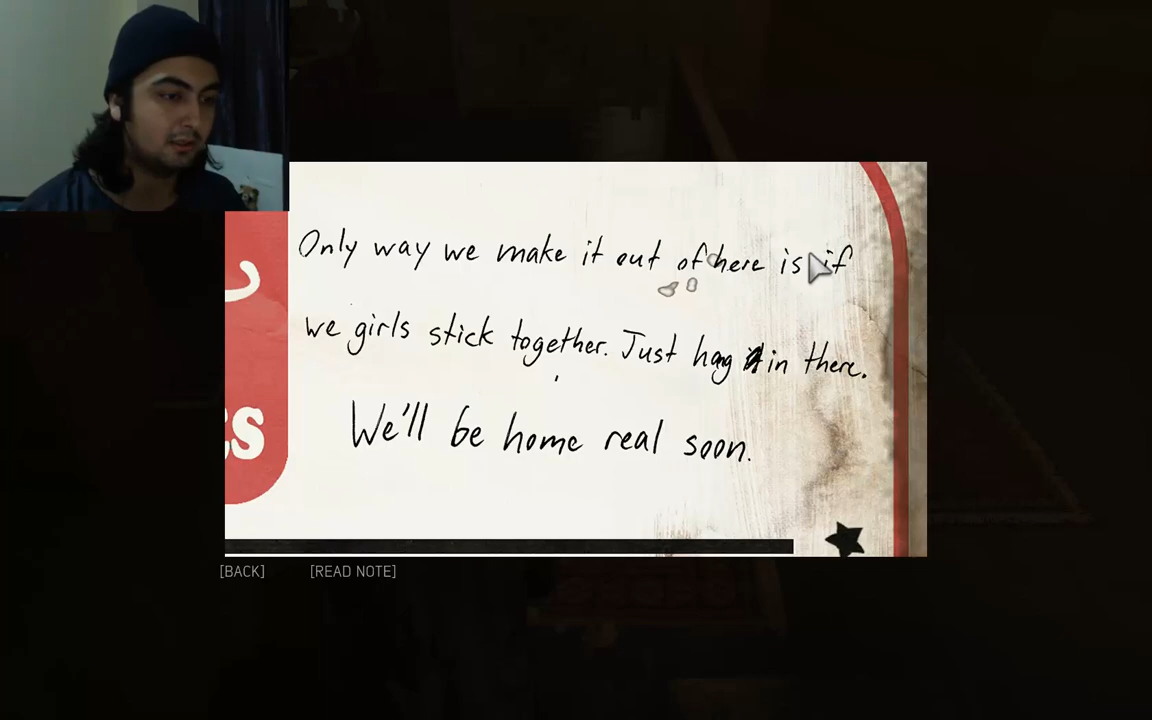 Only way we make it out of here is if
we girls stick together. Just hang in there.
We'll be home real soon.
ES
[BACK] [READ NOTE]